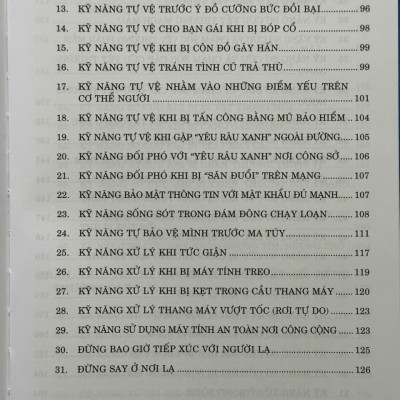 13. KỸ NĂNG TỰ VỆ TRƯỚC Ý ĐỒ CƯỠNG BỨC ĐỒI BẠI .................. 96
14. KỸ NĂNG TỰ VỆ CHO BẠN GÁI KHI BỊ BÓP CỔ .................. 99
15. KỸ NĂNG TỰ VỆ KHI BỊ CÔN ĐỒ GÂY HẤN .................. 99
16. KỸ NĂNG TỰ VỆ TRÁNH TÌNH CŨ TRẢ THÙ .................. 99
17. KỸ NĂNG TỰ VỆ NHẰM VÀO NHỮNG ĐIỂM YẾU TRÊN
CƠ THỂ NGƯỜI .................. 101
18. KỸ NĂNG TỰ VỆ KHI BỊ TẤN CÔNG BẰNG MŨ BẢO HIỂM .. 104
19. KỸ NĂNG TỰ VỆ KHI GẶP “YÊU RÂU XANH” NGOÀI ĐƯỜNG ..... 105
20. KỸ NĂNG ĐỐI PHÓ VỚI “YÊU RÂU XANH” NƠI CÔNG SỞ ......... 106
21. KỸ NĂNG ĐỐI PHÓ KHI BỊ “SĂN ĐUỔI” TRÊN MẠNG .............. 107
22. KỸ NĂNG BẢO MẬT THÔNG TIN VỚI MẬT KHẨU ĐỦ MẠNH ... 107
23. KỸ NĂNG SỐNG SÓT TRONG ĐÁM ĐÔNG CHẠY LOẠN ........... 108
24. KỸ NĂNG TỰ BẢO VỆ MÌNH TRƯỚC MA TÚY .................. 111
25. KỸ NĂNG XỬ LÝ KHI TỨC GIẬN .................. 117
26. KỸ NĂNG XỬ LÝ KHI BỊ MÁY TÍNH TREO .................. 119
27. KỸ NĂNG XỬ LÝ KHI BỊ KẸT TRONG CẦU THANG MÁY ......... 120
28. KỸ NĂNG XỬ LÝ THANG MÁY VƯỢT TỐC (RƠI TỰ DO) ......... 123
29. KỸ NĂNG SỬ DỤNG MÁY TÍNH AN TOÀN NƠI CÔNG CỘNG .... 123
30. ĐỪNG BAO GIỜ TIẾP XÚC VỚI NGƯỜI LẠ .................. 125
31. ĐỪNG SAY Ở NƠI LẠ .................. 126